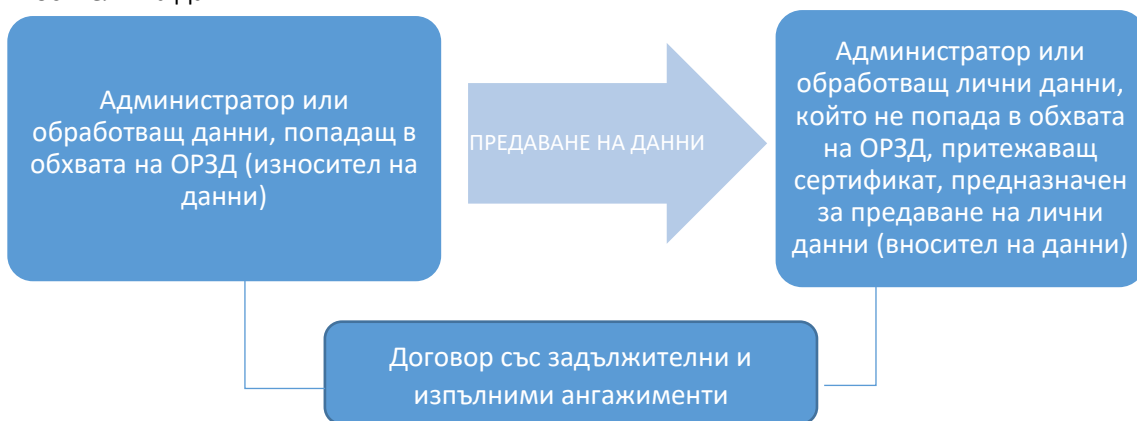 Администратор или
обработващ данни, попадащ в
обхвата на ОРЗД (износител на
данни)
ПРЕДАВАНЕ НА ДАННИ
Администратор или
обработващ лични данни,
който не попада в обхвата
на ОРЗД, притежаващ
сертификат, предназначен
за предаване на лични
данни (вносител на данни)
Договор със задължителни и
изпълними ангажименти